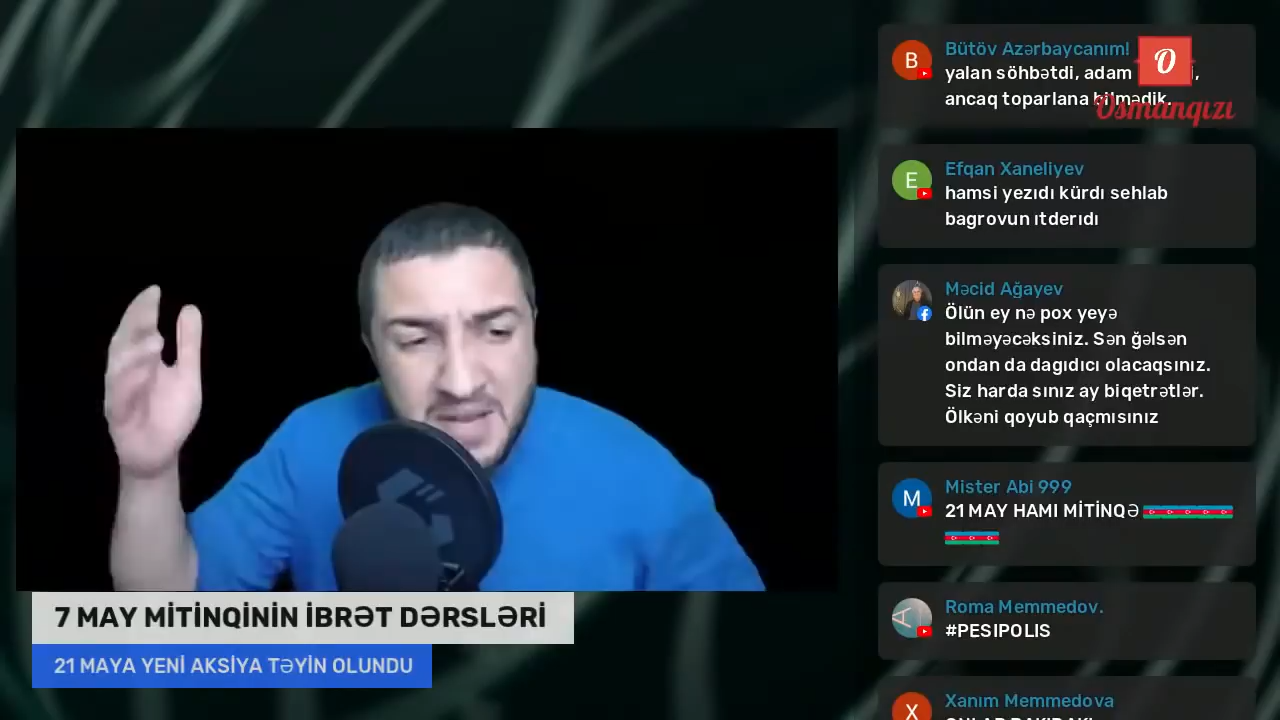 7 MAY MİTİNQİNİN İBRƏT DƏRSLƏRİ
21 MAYA YENİ AKSİYA TƏYİN OLUNDU
B
Bütöv Azərbaycanım!
yalan söhbətdi, adam
ancaq toparlana bilmədik.
O
Osmanqızı
E
Efqan Xaneliyev
hamsi yezıdı kürdı sehlab
bagrovun ıtderıdı
Məcid Ağayev
Ölün ey nə pox yeyə
bilməyəcəksiniz. Sən ğəlsən
ondan da dagıdıcı olacaqsınız.
Siz harda sınız ay biqetrətlər.
Ölkəni qoyub qaçmısınız
M
Mister Abi 999
21 MAY HAMI MİTİNQƏ
Roma Memmedov.
#PESIPOLIS
X
Xanım Memmedova